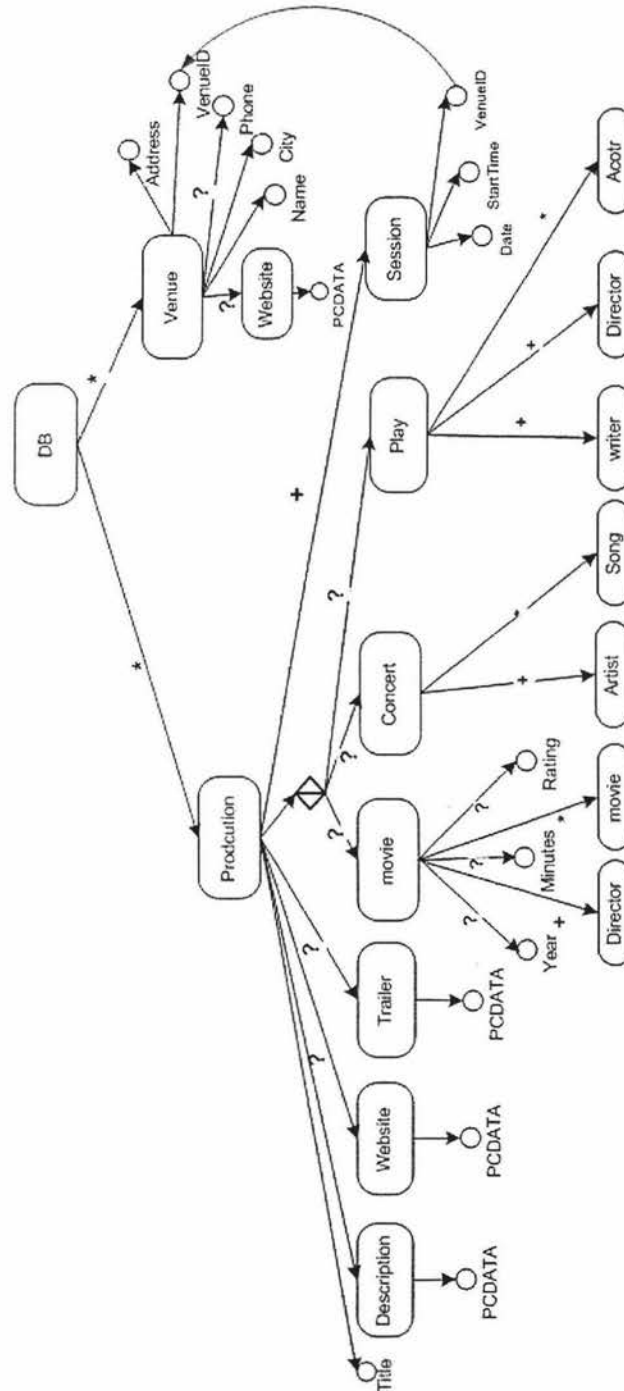 DB
*
*
Prodcution
Venue
Address
VenueID
?
Phone
City
Name
?
Website
PCDATA
Title
?
Description
PCDATA
Website
PCDATA
?
Trailer
PCDATA
?
movie
?
Concert
?
Play
+
Session
Date
StartTime
VenueID
?
Year
+
Director
?
Minutes
*
movie
?
Rating
+
Artist
*
Song
+
writer
+
Director
*
Acotr